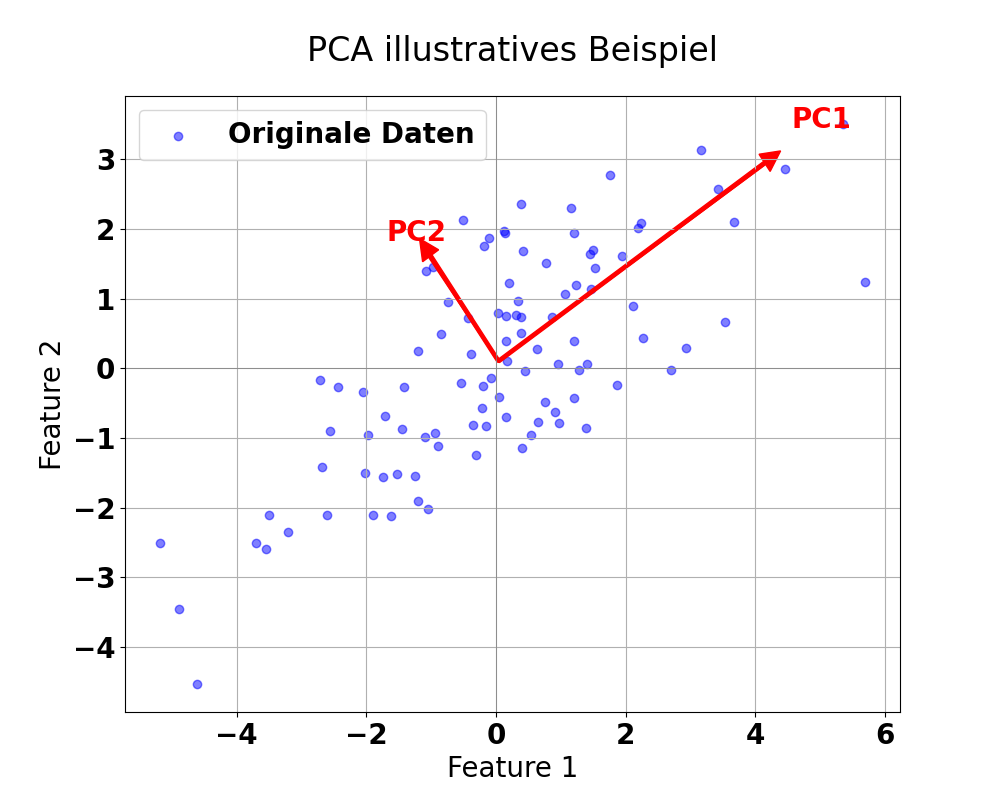 PCA illustratives Beispiel
Originale Daten
PC1
PC2
3
2
1
0
−1
−2
−3
−4
Feature 2
−4 −2 0 2 4 6
Feature 1